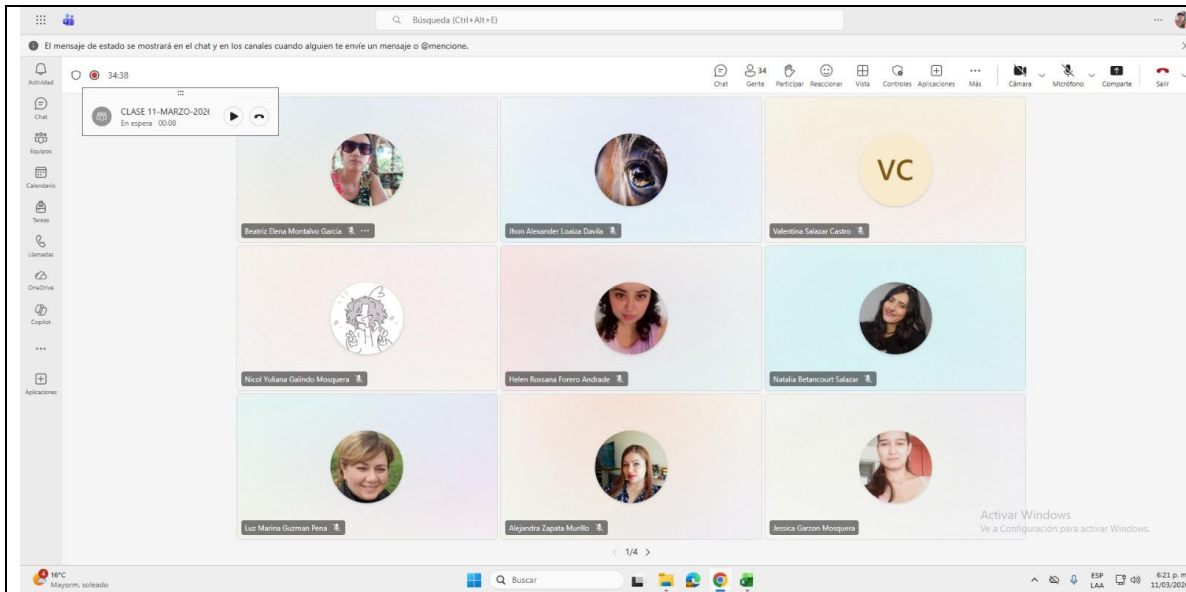 Búsqueda (Ctrl+Alt+E)
El mensaje de estado se mostrará en el chat y en los canales cuando alguien te envíe un mensaje o @mencione.
34:38
Chat
34
Gente
Participar
Reaccionar
Vista
Controles
Aplicaciones
Más
Cámara
Micrófono
Comparte
Salir
Actividad
Chat
Equipos
Calendario
Tareas
Llamadas
OneDrive
Copilot
Aplicaciones
CLASE 11-MARZO-202
En espera 00:08
Beatriz Elena Montalvo Garcia
Jhon Alexander Loaiza Davila
VC
Valentina Salazar Castro
Nicol Yuliana Galindo Mosquera
Helen Roxsana Forero Andrade
Natalia Betancourt Salazar
Luz Marina Guzman Pena
Alejandra Zapata Murillo
Jessica Garzon Mosquera
1/4
Activar Windows
Ve a Configuración para activar Windows.
4
16°C
Mayorm. soleado
Buscar
ESP
LAA
6:21 p. m
11/03/202